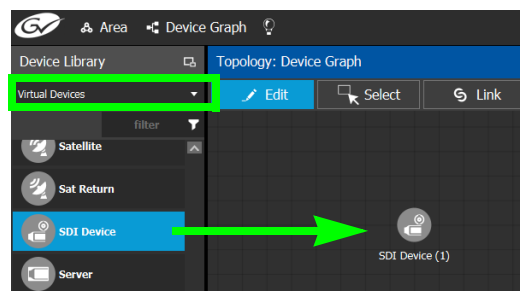 GV Area Device Graph
Device Library
Topology: Device Graph
Virtual Devices
Edit Select Link
filter
Satellite
Sat Return
SDI Device
SDI Device (1)
Server